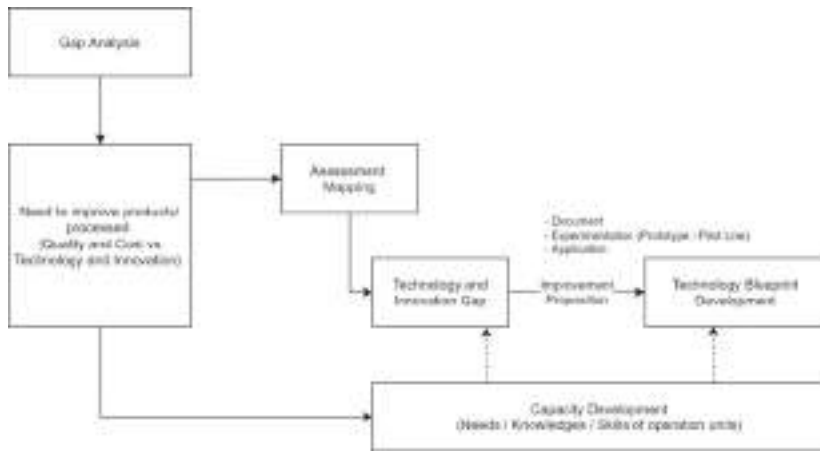 Gap Analysis
Need to improve products/
processed
(Quality and Cost vs
Technology and Innovation)
Assessment
Mapping
- Document
- Experimentation (Prototype / Pilot Line)
- Application
Technology and
Innovation Gap
Improvement
Proposition
Technology Blueprint
Development
Capacity Development
(Needs / Knowledges / Skills of operation units)